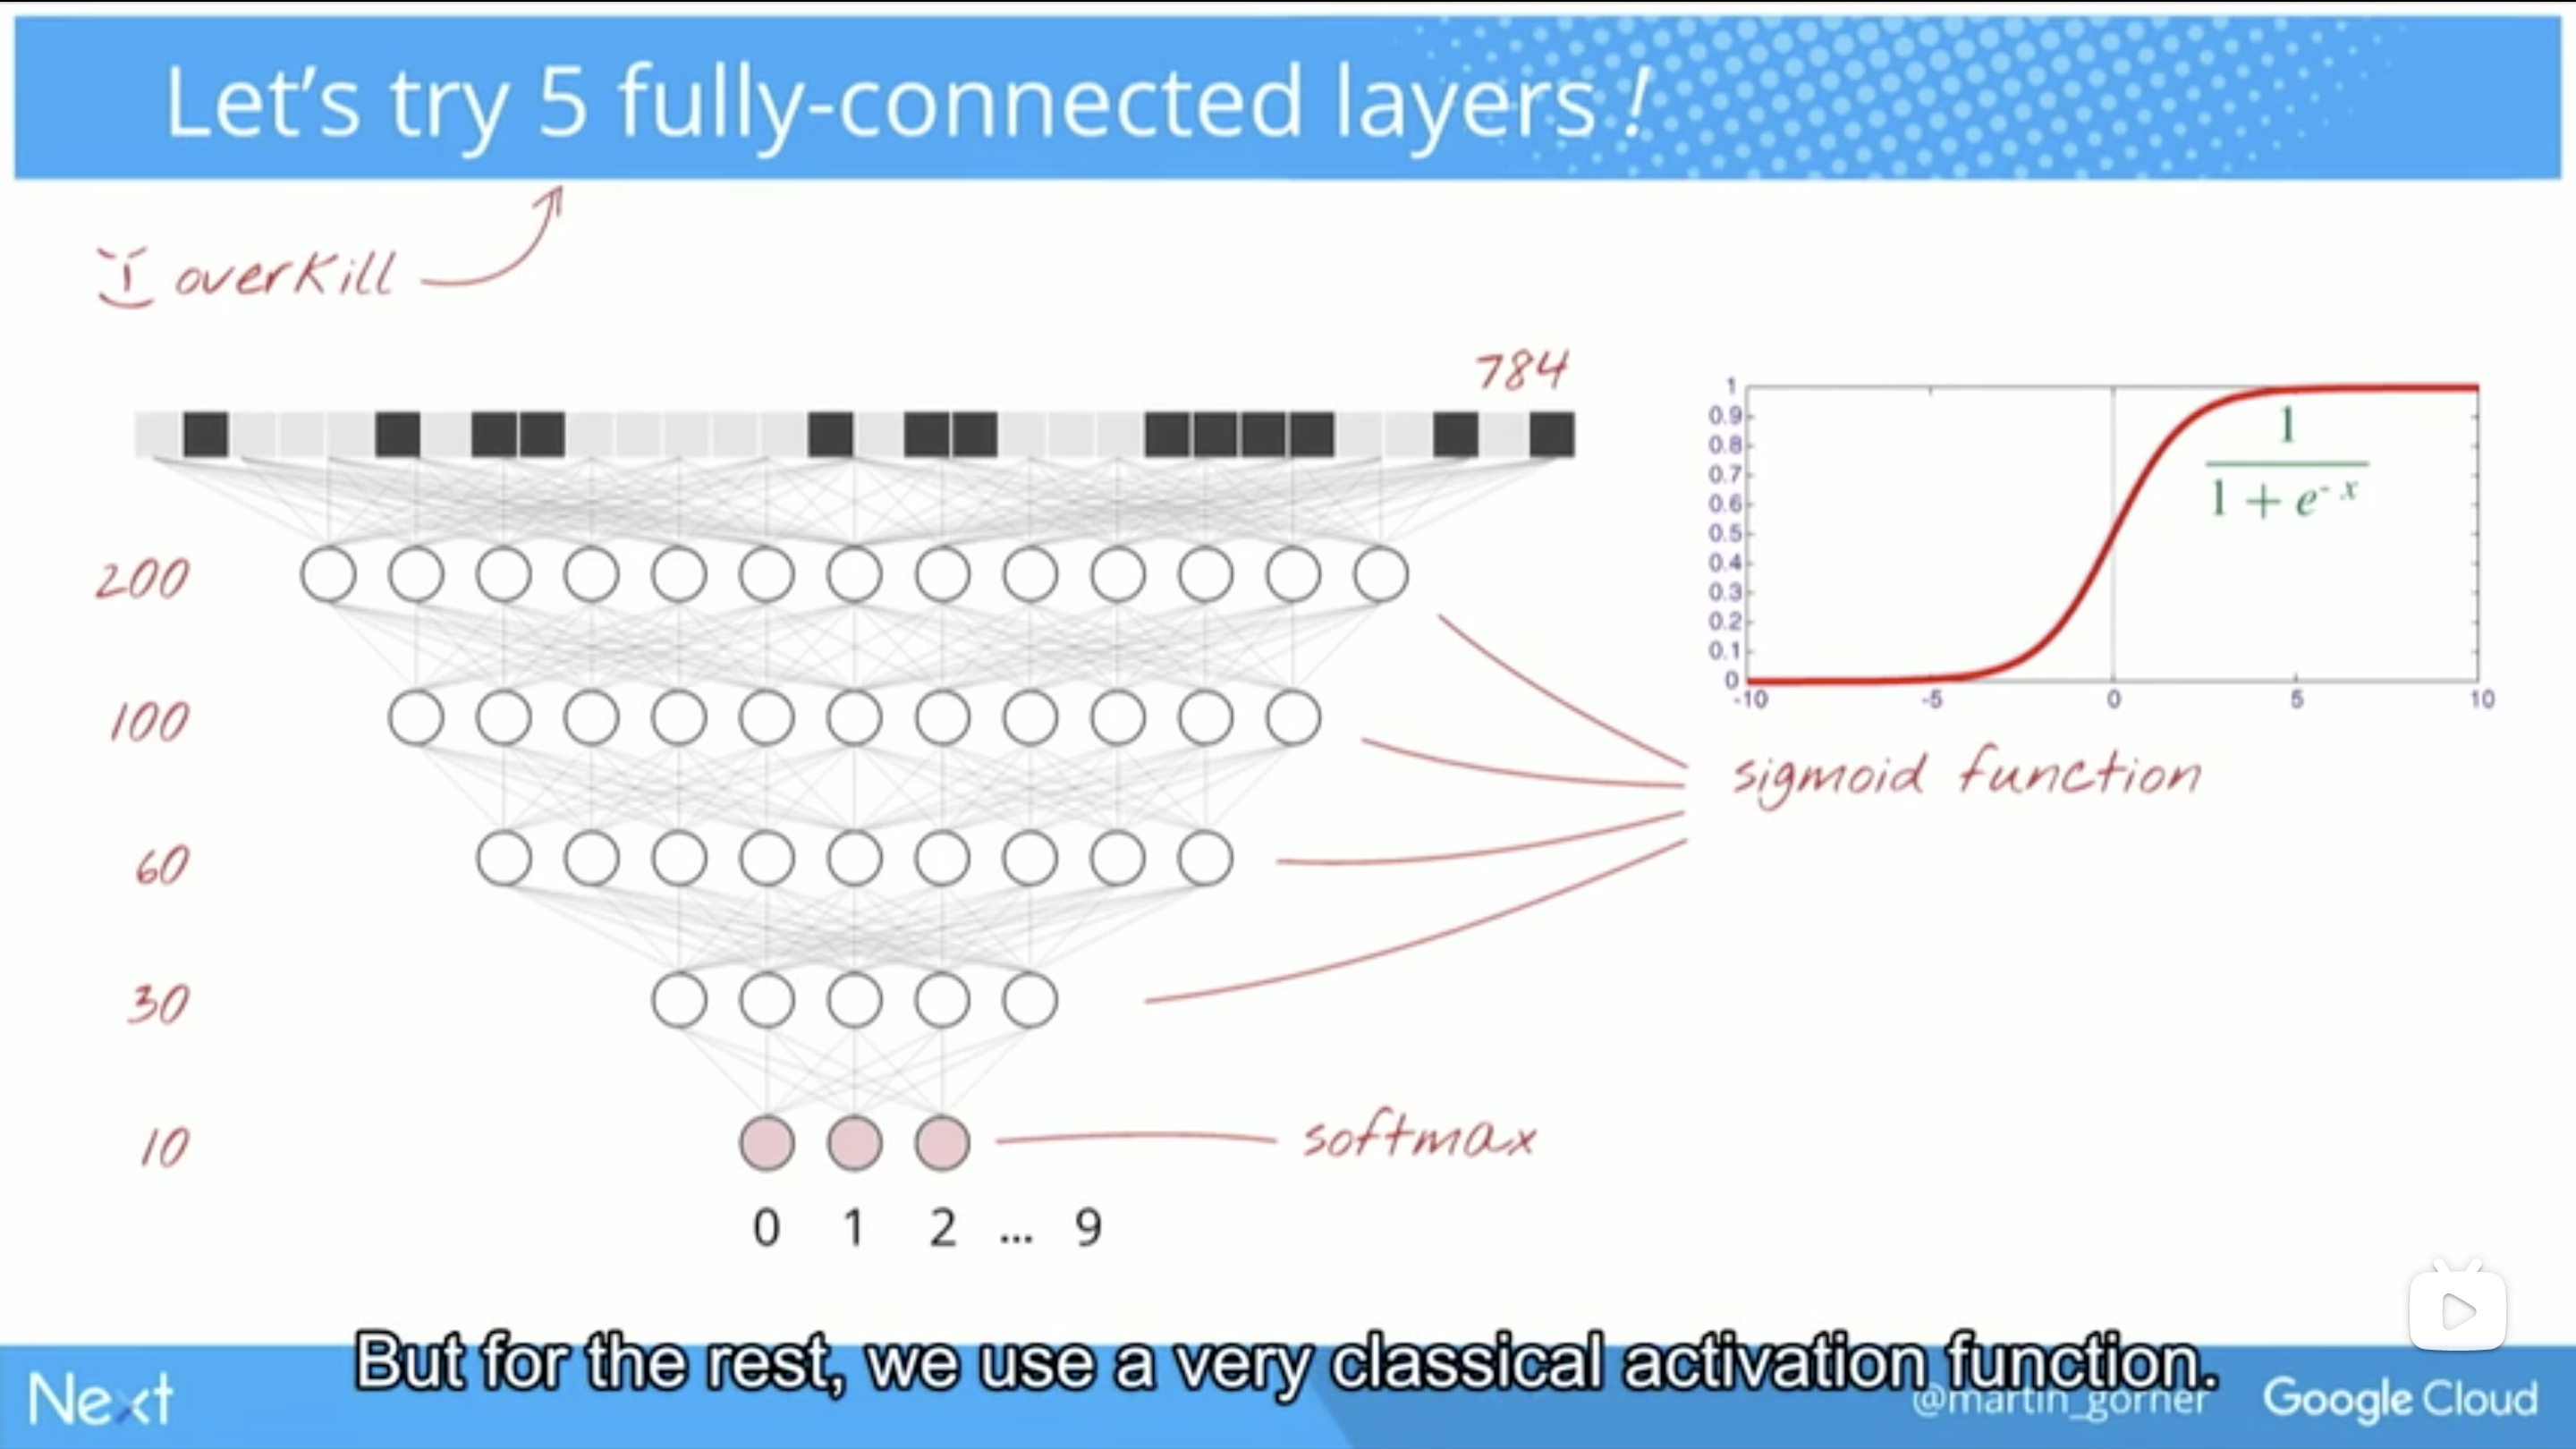 Let's try 5 fully-connected layers !
overkill
784
1
0.9
0.8
0.7
0.6
0.5
0.4
0.3
0.2
0.1
0
-10 -5 0 5 10
1
1 + e- x
200
100
60
30
10
sigmoid function
softmax
0 1 2 ... 9
But for the rest, we use a very classical activation function.
Next
@martin_gorner
Google Cloud